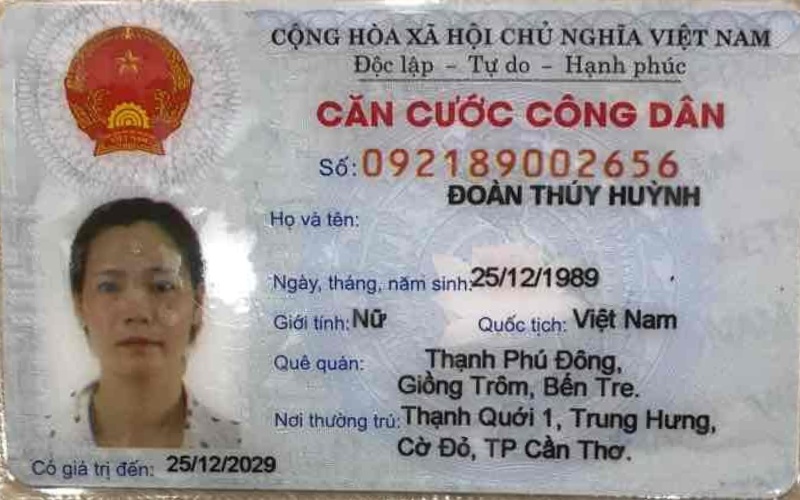 CỘNG HÒA XÃ HỘI CHỦ NGHĨA VIỆT NAM
Độc lập - Tự do - Hạnh phúc
CĂN CƯỚC CÔNG DÂN
Số: 092189002656
ĐOÀN THÚY HUỲNH
Họ và tên:
Ngày, tháng, năm sinh: 25/12/1989
Giới tính: Nữ Quốc tịch: Việt Nam
Quê quán: Thạnh Phú Đông,
Giồng Trôm, Bến Tre.
Nơi thường trú: Thạnh Quới 1, Trung Hưng,
Cờ Đỏ, TP Cần Thơ.
Có giá trị đến: 25/12/2029